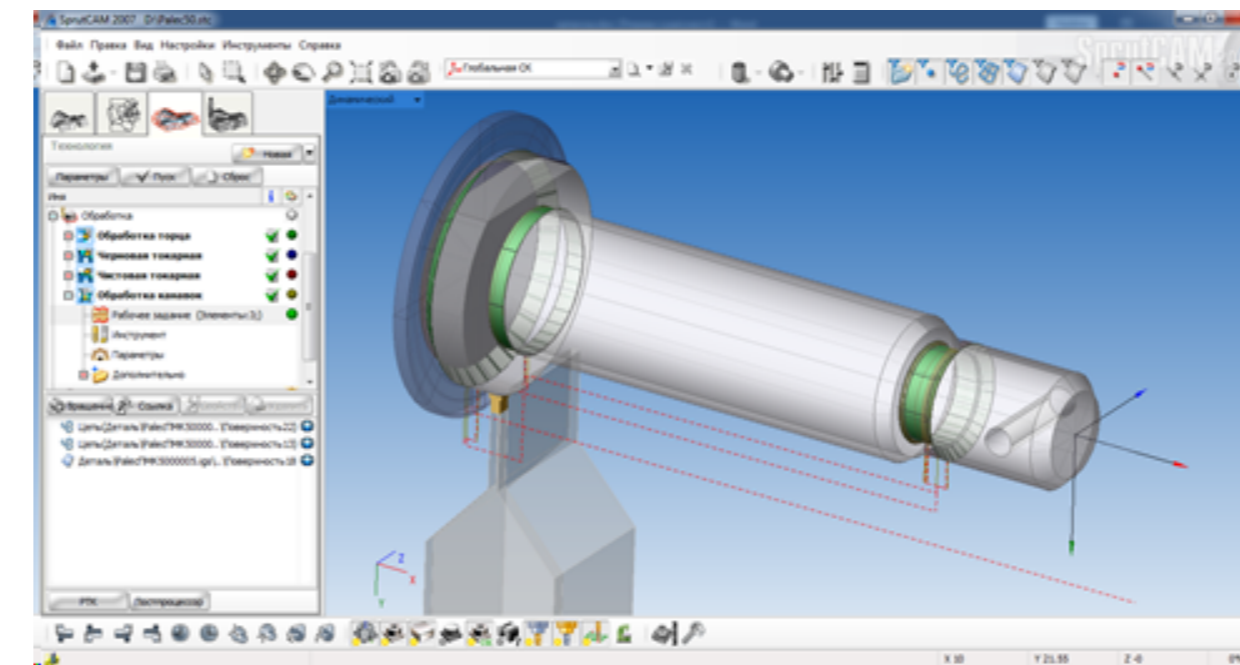 SprutCAM 2007 D:\Palec50.stc
Файл Правка Вид Настройки Инструменты Справка
SprutCAM
Глобальная СК
Динамический
Технология
Новая
Параметры Пуск Сброс
Имя
Обработка
Обработка торца
Черновая токарная
Чистовая токарная
Обработка канавок
Рабочее задание (Элементы:3;)
Инструмент
Параметры
Дополнительно
Вращение Ссылка
РТК Постпроцессор
Z
X
Y
X 10 Y 21.55 Z -0